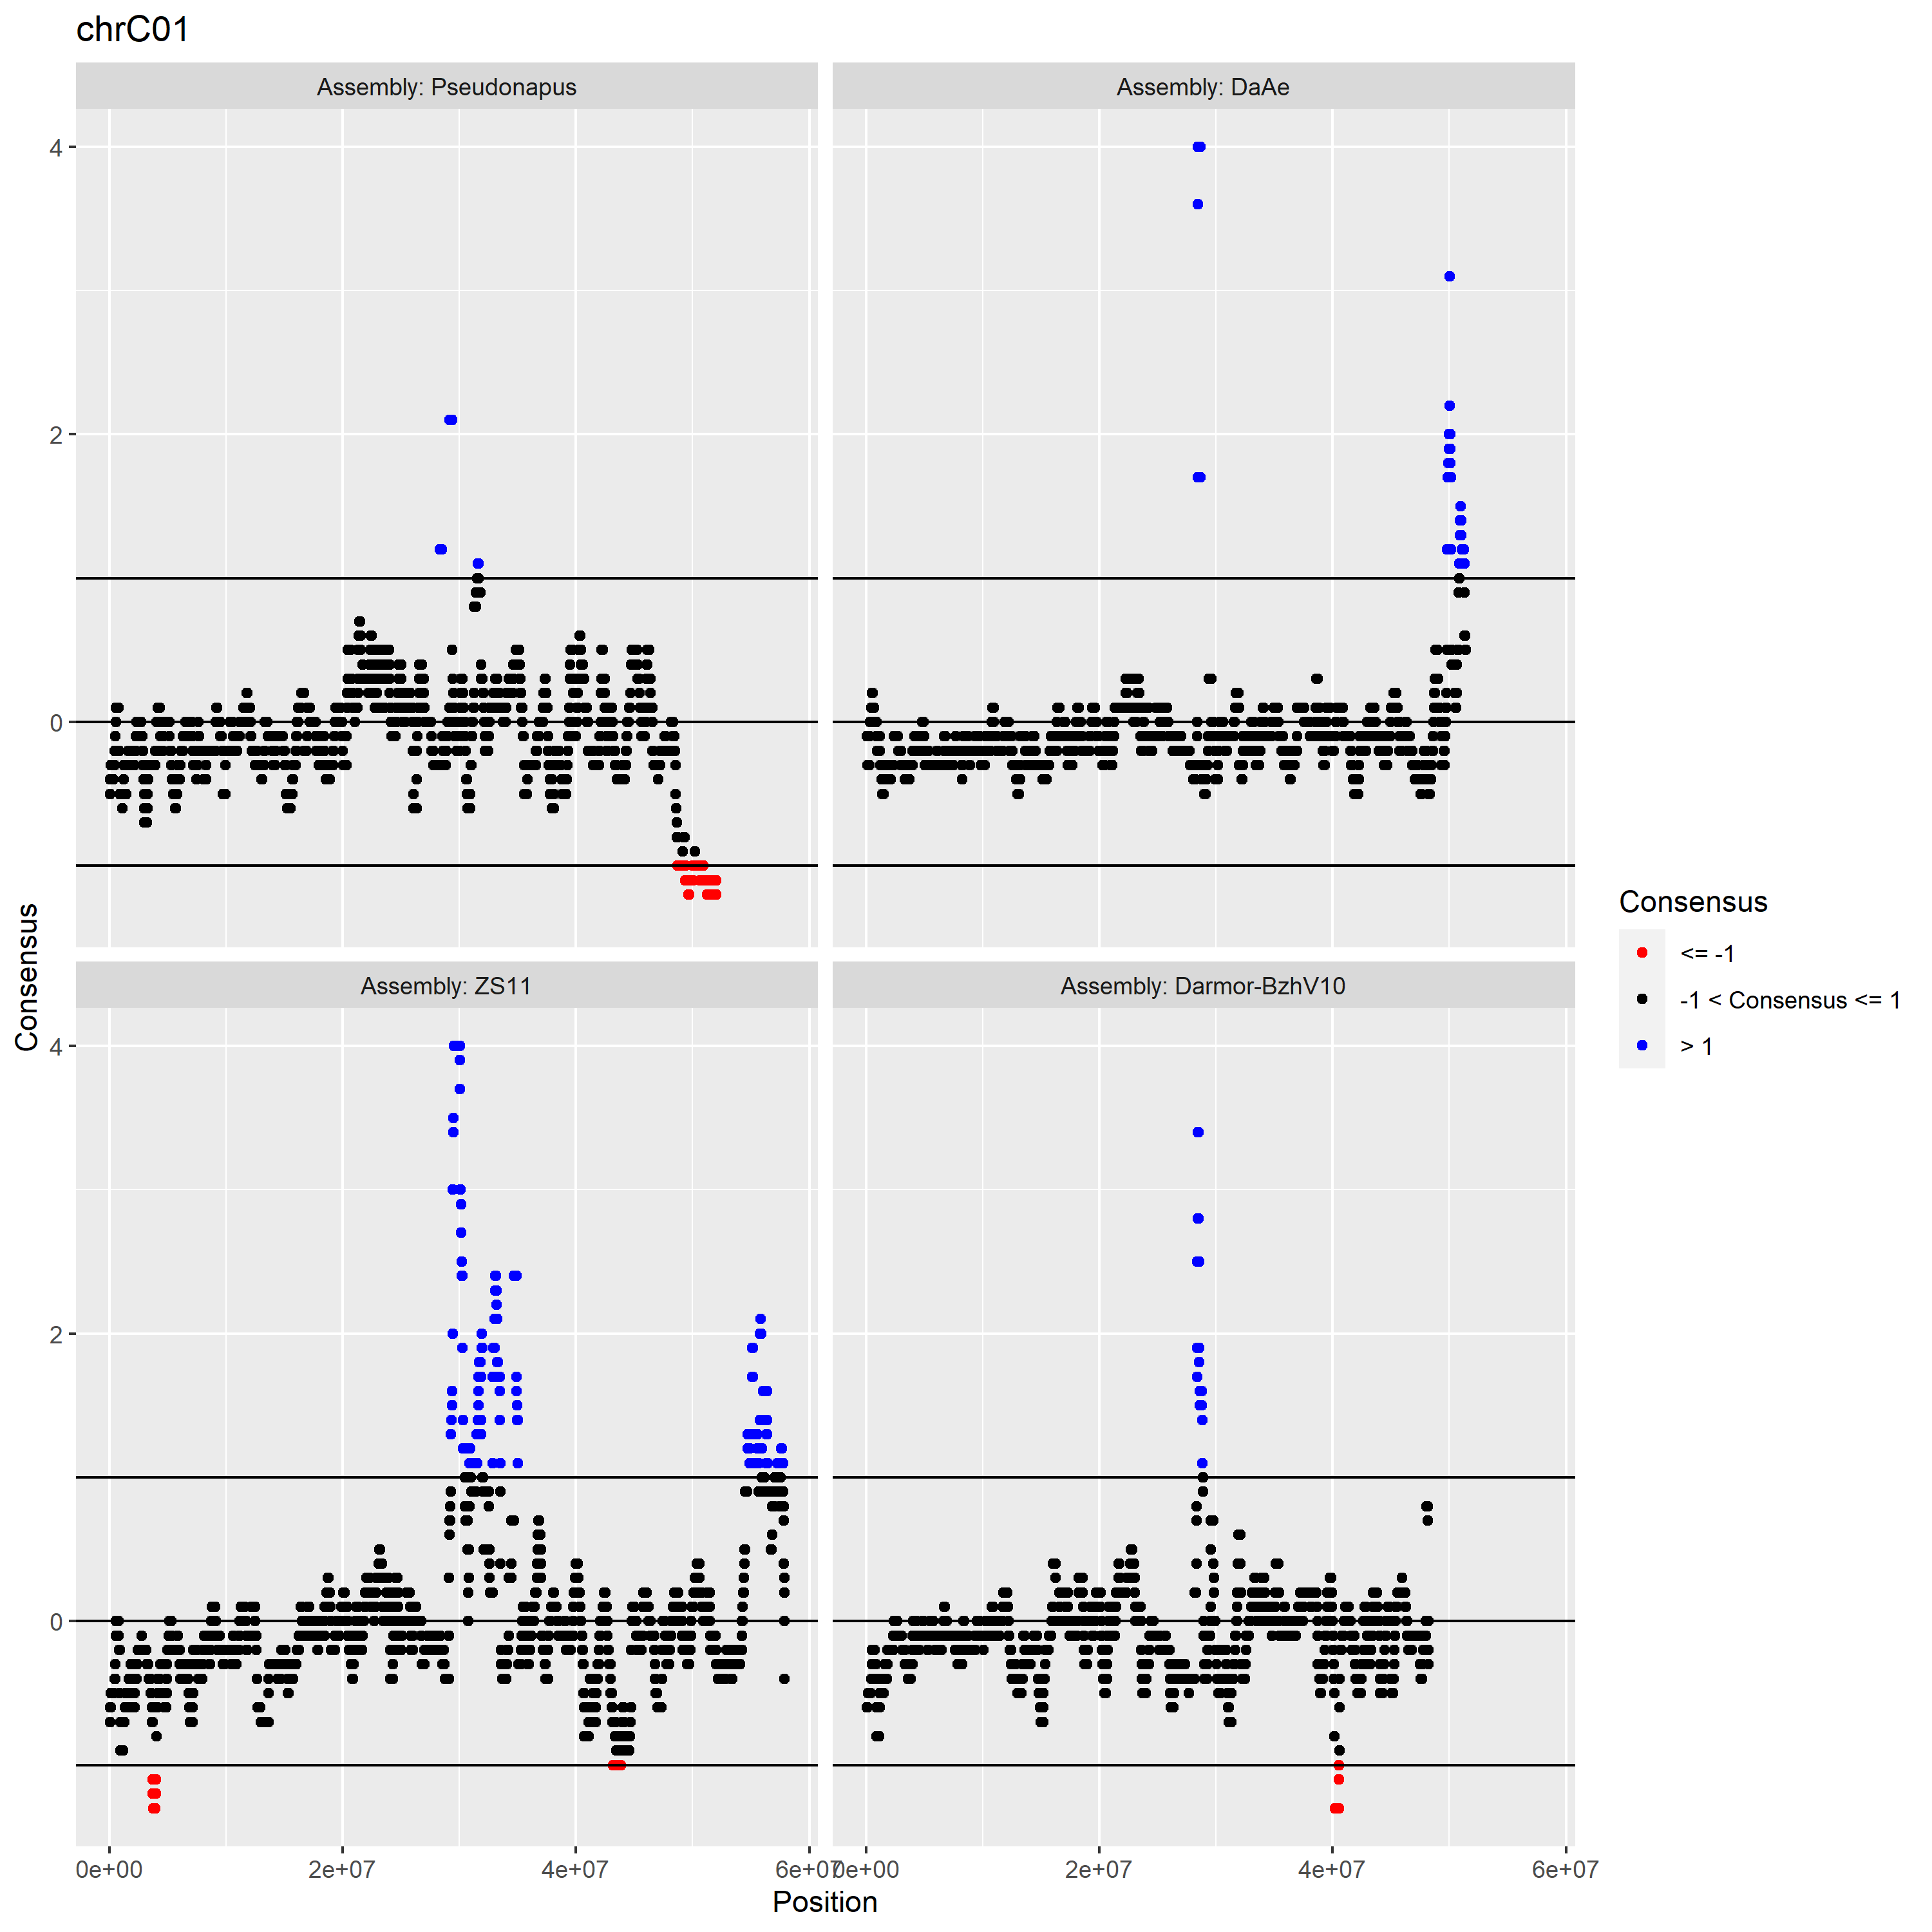 chrC01
Assembly: Pseudonapus
Assembly: DaAe
4
2
0
Assembly: ZS11
Assembly: Darmor-BzhV10
4
2
0
0e+00 2e+07 4e+07 6e+07 0e+00 2e+07 4e+07 6e+07
Position
Consensus
Consensus
<= -1
-1 < Consensus <= 1
> 1